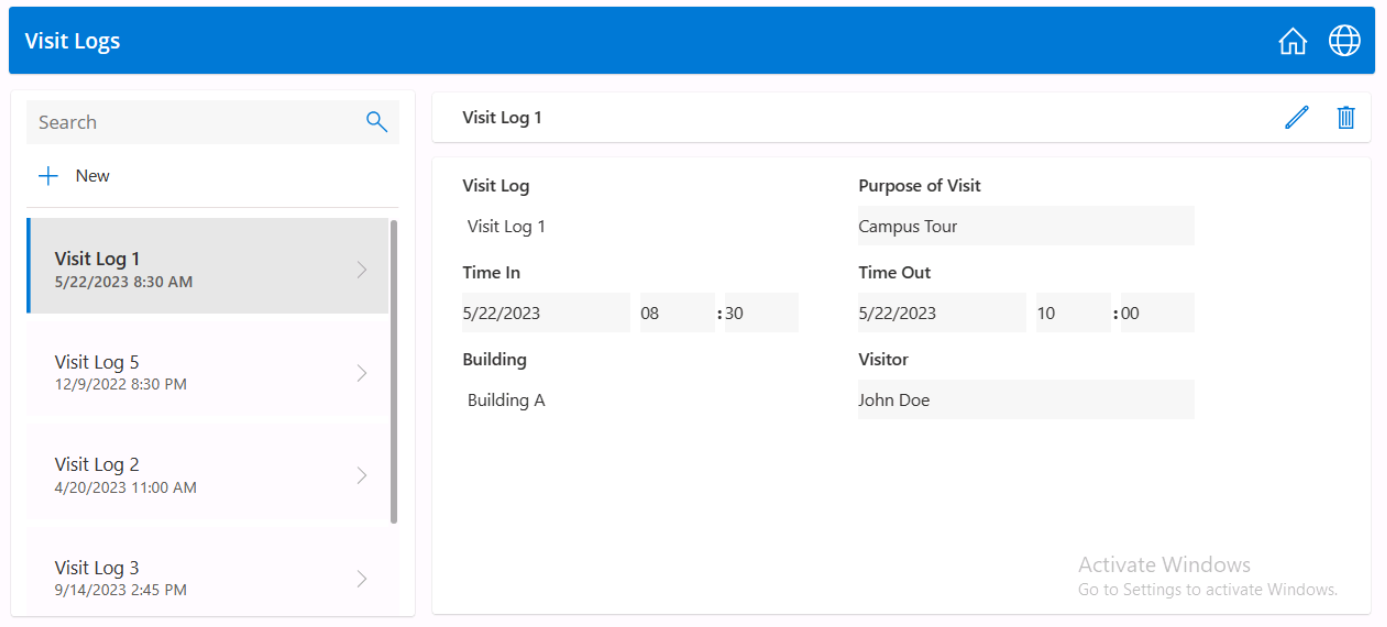 Visit Logs
Search
New
Visit Log 1
5/22/2023 8:30 AM
Visit Log 5
12/9/2022 8:30 PM
Visit Log 2
4/20/2023 11:00 AM
Visit Log 3
9/14/2023 2:45 PM
Visit Log 1
Visit Log Purpose of Visit
Visit Log 1 Campus Tour
Time In Time Out
5/22/2023 08 : 30 5/22/2023 10 : 00
Building Visitor
Building A John Doe
Activate Windows
Go to Settings to activate Windows.